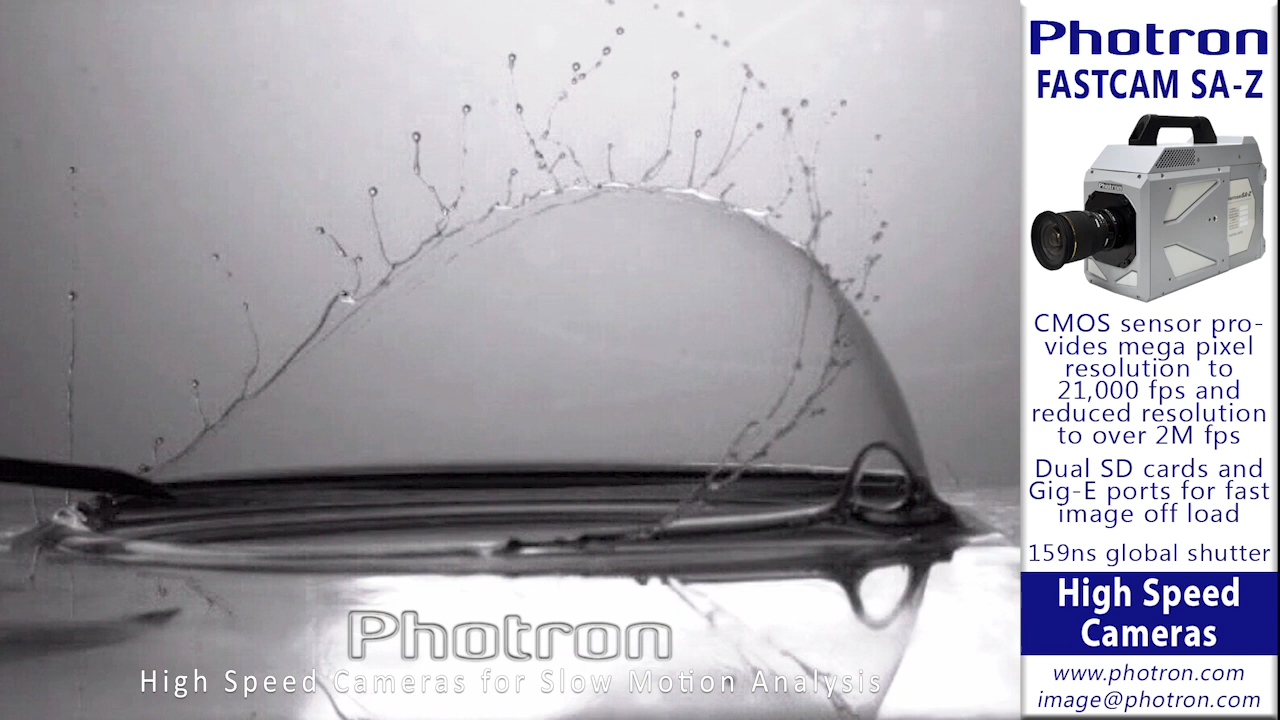 Photron
FASTCAM SA-Z
Photron
CMOS sensor pro-
vides mega pixel
resolution to
21,000 fps and
reduced resolution
to over 2M fps
Dual SD cards and
Gig-E ports for fast
image off load
159ns global shutter
High Speed
Cameras
www.photron.com
image@photron.com
Photron
High Speed Cameras for Slow Motion Analysis